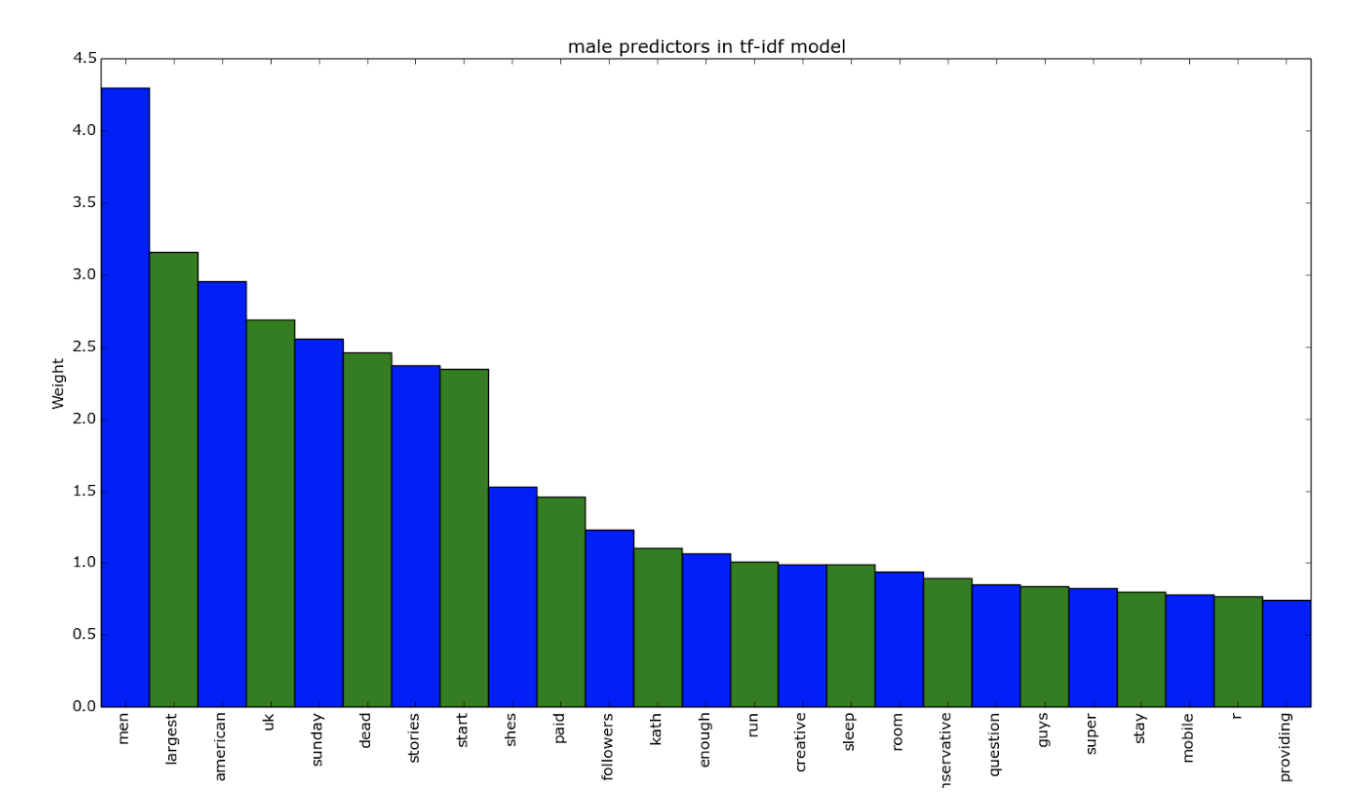 male predictors in tf-idf model
4.5
4.0
3.5
3.0
2.5
2.0
1.5
1.0
0.5
0.0
Weight
men
largest
american
uk
sunday
dead
stories
start
shes
paid
followers
kath
enough
run
creative
sleep
room
nservative
question
guys
super
stay
mobile
r
providing